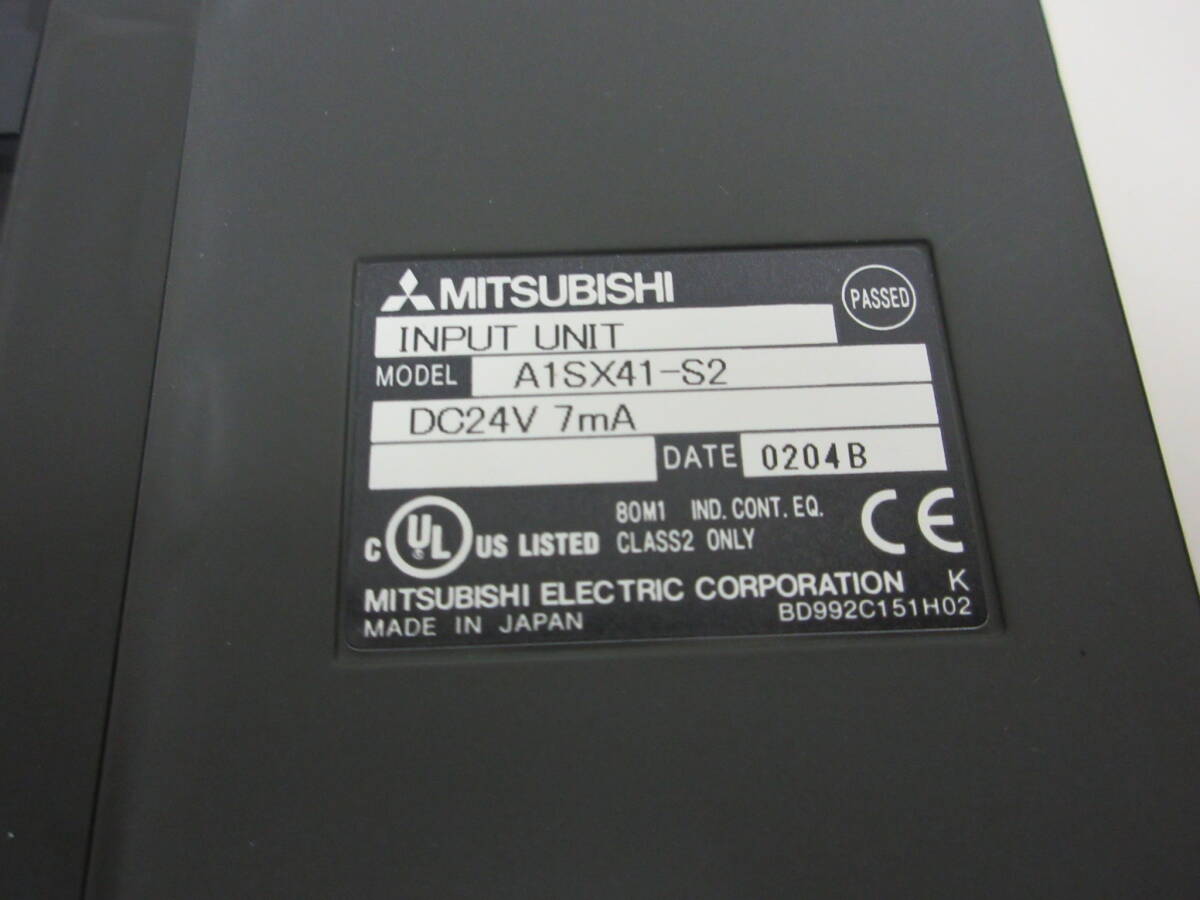 MITSUBISHI
PASSED
INPUT UNIT
MODEL A1SX41-S2
DC24V 7mA
DATE 0204B
C UL US LISTED
80M1 IND. CONT. EQ.
CLASS2 ONLY
CE
MITSUBISHI ELECTRIC CORPORATION K
MADE IN JAPAN BD992C151H02